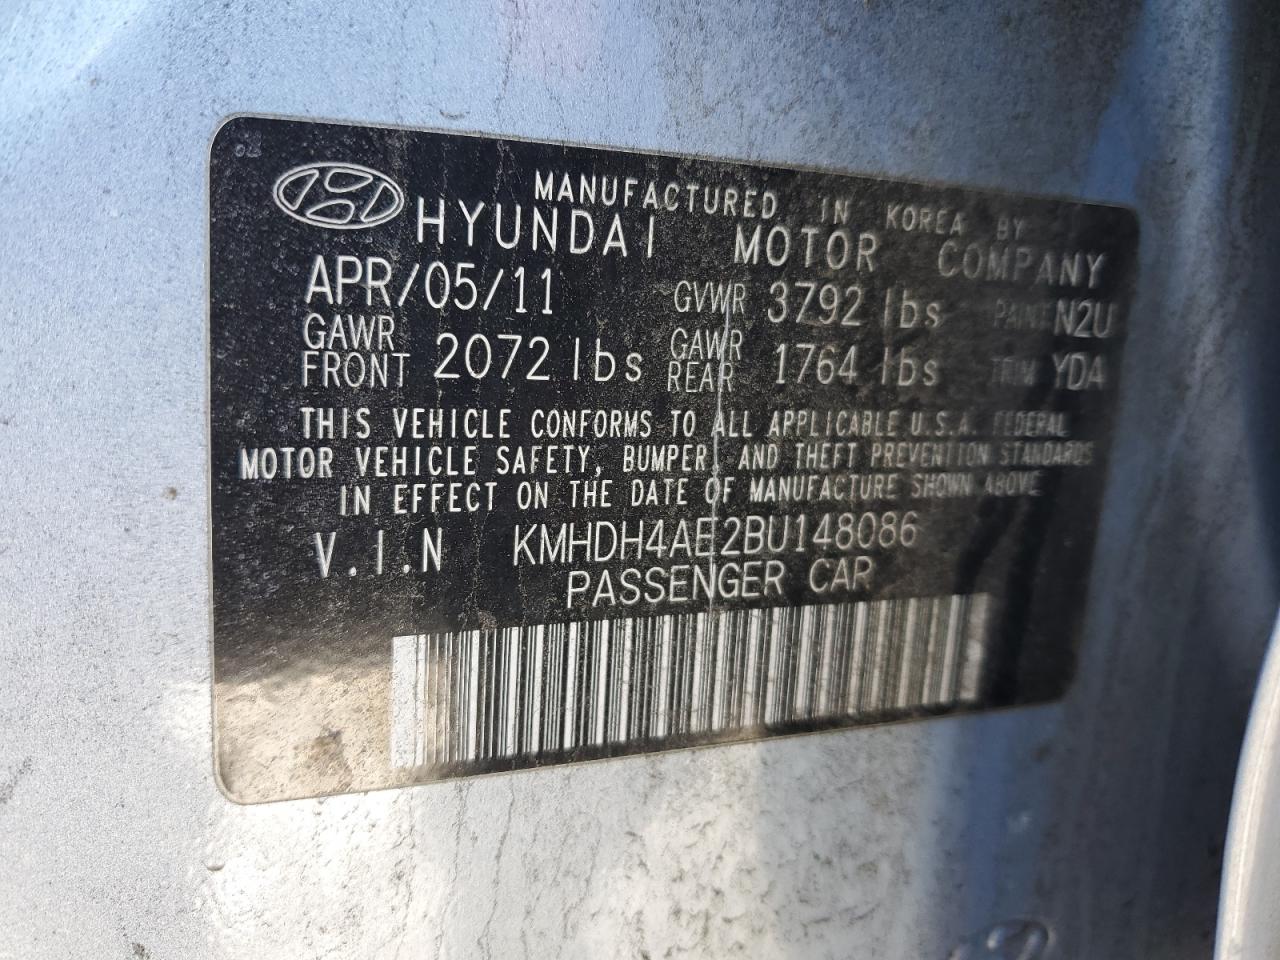 MANUFACTURED IN KOREA BY
HYUNDAI MOTOR COMPANY
APR/05/11 GVWR 3792 lbs PAINT N2U
GAWR FRONT 2072 lbs GAWR REAR 1764 lbs TRIM YDA
THIS VEHICLE CONFORMS TO ALL APPLICABLE U.S.A. FEDERAL
MOTOR VEHICLE SAFETY, BUMPER, AND THEFT PREVENTION STANDARDS
IN EFFECT ON THE DATE OF MANUFACTURE SHOWN ABOVE
V.I.N KMHDH4AE2BU148086
PASSENGER CAR